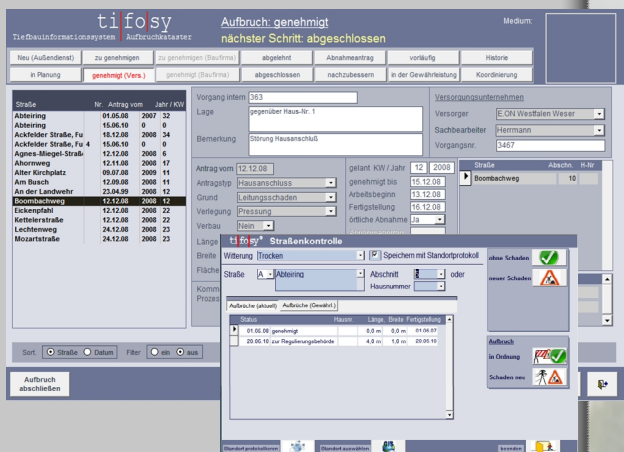 tifosy
Tiefbauinformationssystem Aufbruchkataster
Aufbruch: genehmigt
nächster Schritt: abgeschlossen
Medium:
Neu (Außendienst) zu genehmigen zu genehmigen (Baufirma) abgelehnt Abnahmeantrag vorläufig Historie
in Planung genehmigt (Vers.) genehmigt (Baufirma) abgeschlossen nachzubessern in der Gewährleistung Koordinierung
Straße Nr. Antrag vom Jahr / KW
Abteiring 01.05.08 2007 32
Abteiring 15.06.10 0 0
Ackfelder Straße, Fu 18.12.08 2008 34
Ackfelder Straße, Fu 4 15.06.10 0 0
Agnes-Miegel-Straße 12.12.08 2008 6
Ahornweg 12.11.08 2008 17
Alter Kirchplatz 09.07.08 2009 11
Am Busch 12.09.08 2008 11
An der Landwehr 23.04.99 2008 12
Boombachweg 12.12.08 2008 12
Eickenpfahl 12.12.08 2008 22
Kettelerstraße 12.12.08 2008 22
Lechtenweg 24.12.08 2008 23
Mozartstraße 24.12.08 2008 23
Sort. Straße Datum Filter ein aus
Aufbruch abschließen
Vorgang intern 363
Lage gegenüber Haus-Nr. 1
Bemerkung Störung Hausanschluß
Versorgungsunternehmen
Versorger E.ON Westfalen Weser
Sachbearbeiter Herrmann
Vorgangsnr. 3467
Antrag vom 12.12.08
Antragstyp Hausanschluss
Grund Leitungsschaden
Verlegung Pressung
Verbau Nein
Länge
Breite
Fläche
Komm
Prozes
gelant KW / Jahr 12 2008
genehmigt bis 15.12.08
Arbeitsbeginn 13.12.08
Fertigstellung 16.12.08
örtliche Abnahme Ja
Straße Abschn. H-Nr
Boombachweg 10
tifosy* Straßenkontrolle
Witterung Trocken
Speichern mit Standortprotokoll
Straße A Abteiring
Abschnitt oder
Hausnummer
Aufbrüche (aktuell) Aufbrüche (Gewährl.)
Status Hausnr. Länge Breite Fertigstellung
01.05.08 genehmigt 0,0 m 0,0 m 01.06.07
20.06.10 zur Regulierungsbehörde 4,0 m 1,0 m 20.06.10
ohne Schaden
neuer Schaden
Aufbruch
in Ordnung
Schaden neu
Standort protokollieren
Standort auswählen
beenden